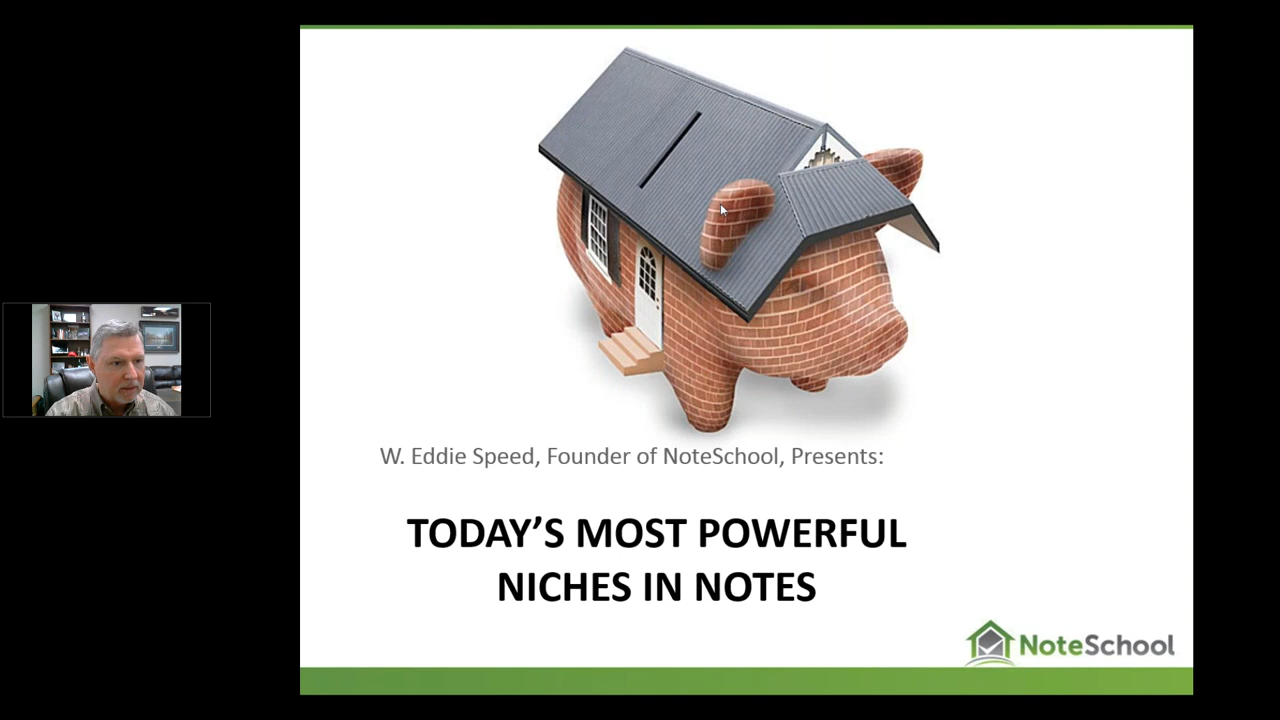 W. Eddie Speed, Founder of NoteSchool, Presents:
TODAY’S MOST POWERFUL
NICHES IN NOTES
NoteSchool